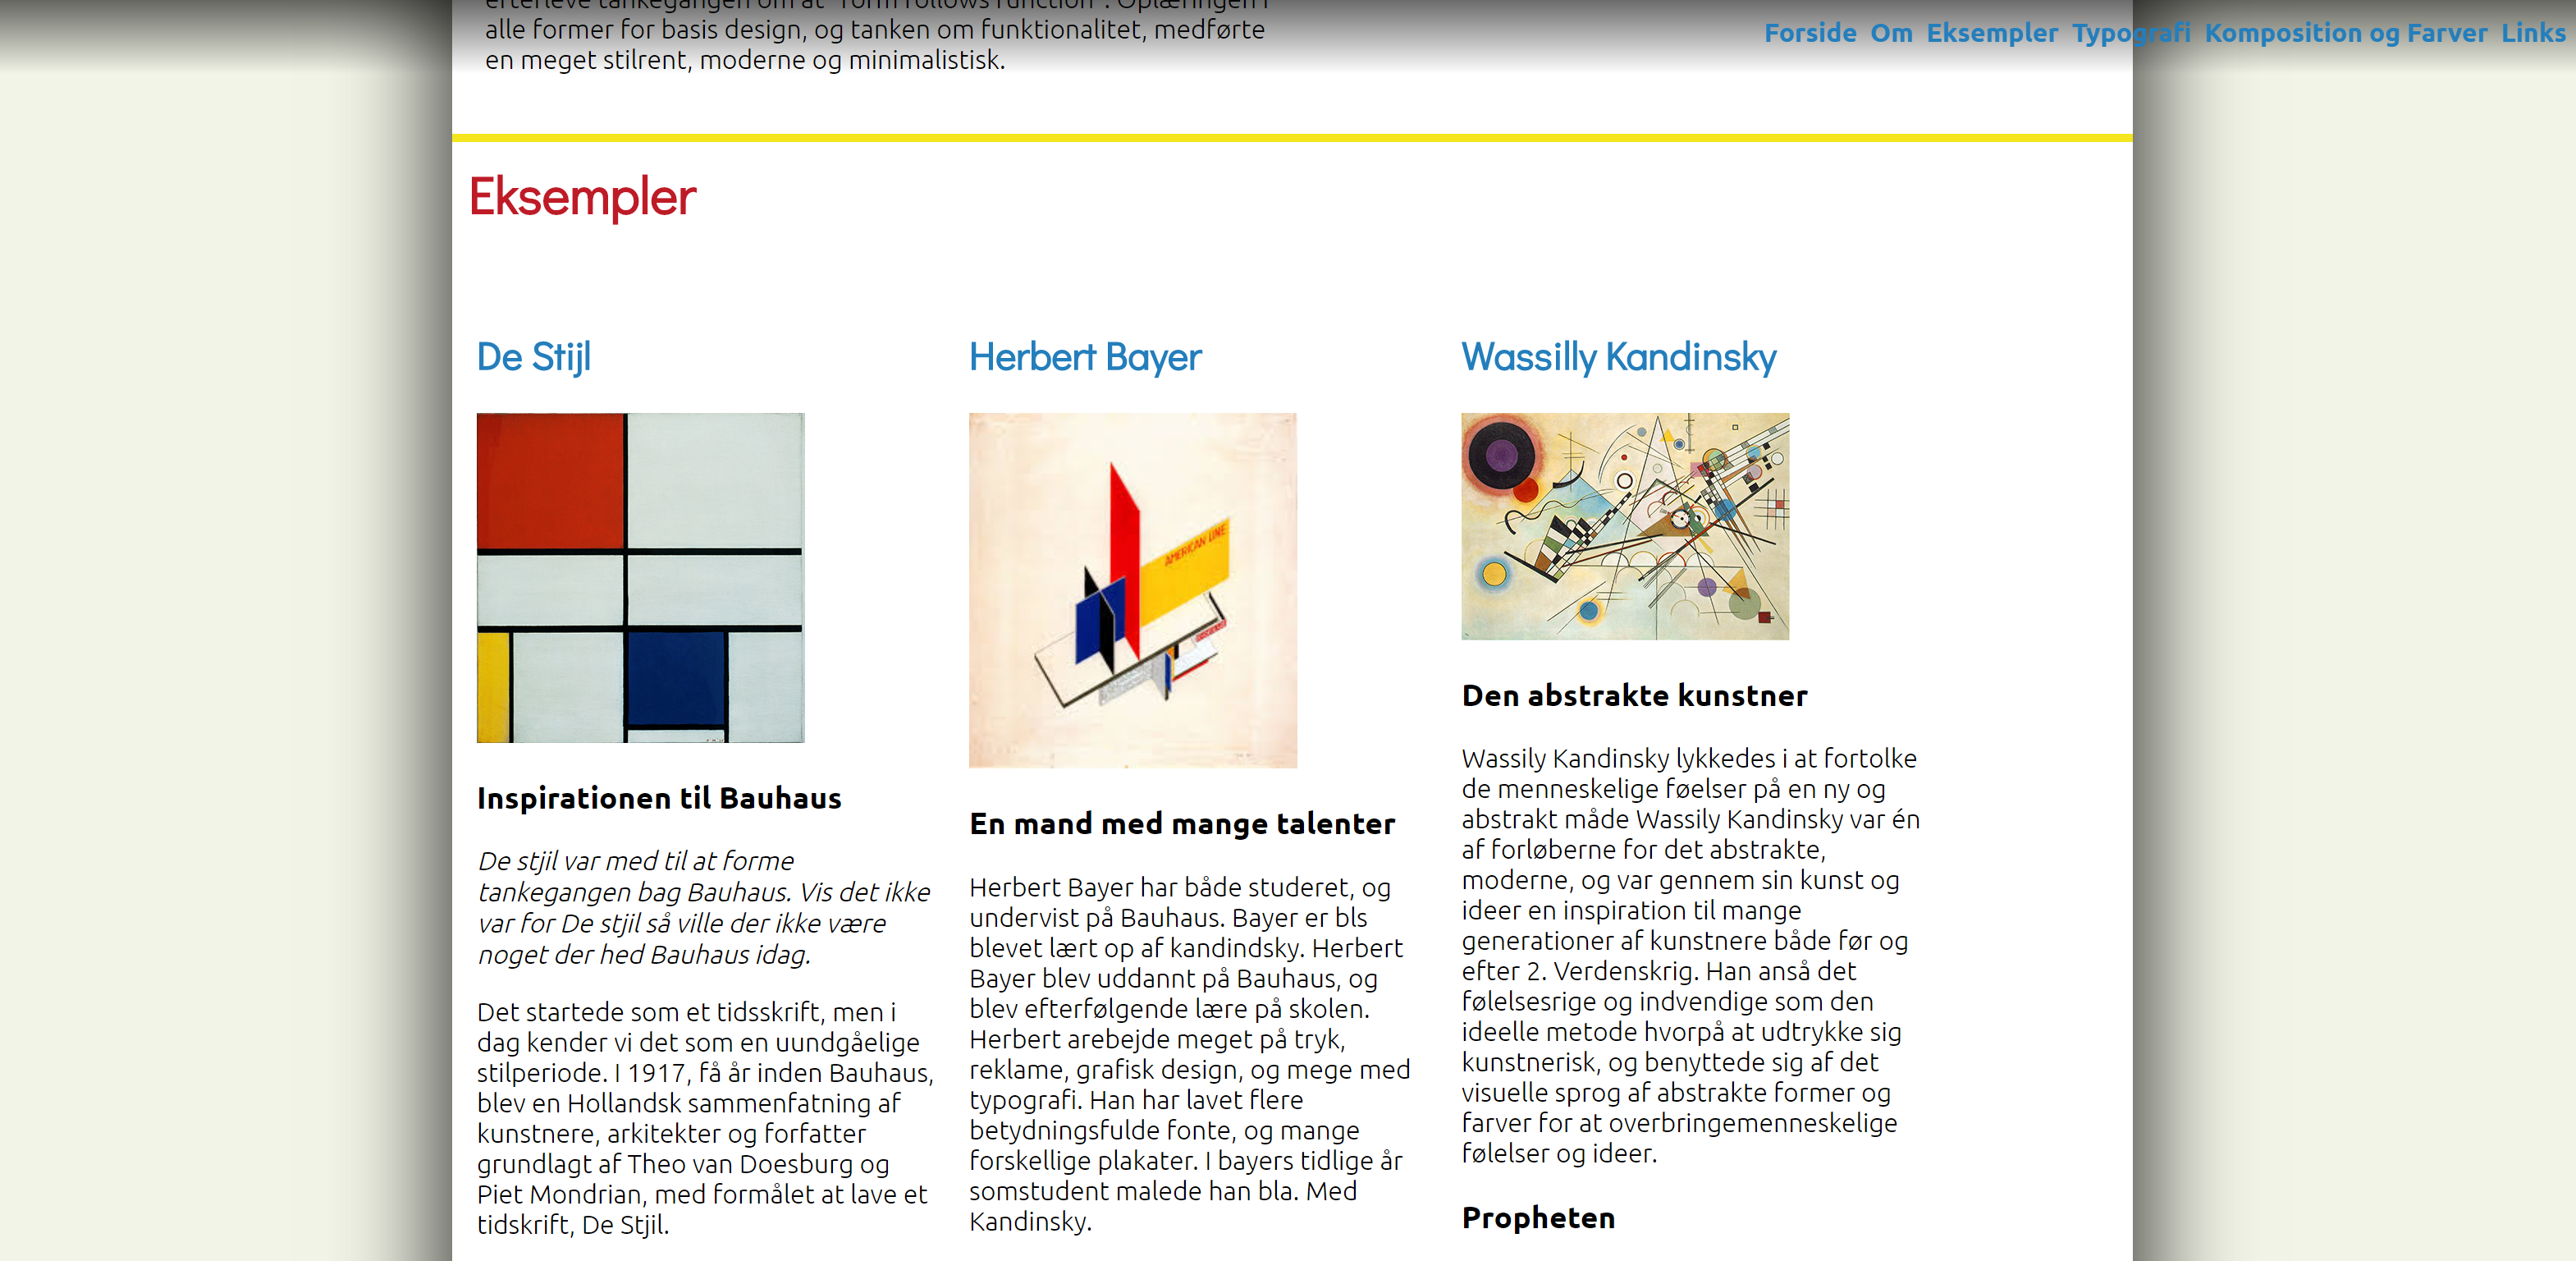 efterleve tankegangen om at "form follows function". Oplæringen i
alle former for basis design, og tanken om funktionalitet, medførte
en meget stilrent, moderne og minimalistisk.
Forside Om Eksempler Typografi Komposition og Farver Links
Eksempler
De Stijl
Inspirationen til Bauhaus
De stjil var med til at forme
tankegangen bag Bauhaus. Vis det ikke
var for De stjil så ville der ikke være
noget der hed Bauhaus idag.
Det startede som et tidsskrift, men i
dag kender vi det som en uundgåelige
stilperiode. I 1917, få år inden Bauhaus,
blev en Hollandsk sammenfatning af
kunstnere, arkitekter og forfatter
grundlagt af Theo van Doesburg og
Piet Mondrian, med formålet at lave et
tidskrift, De Stjil.
Herbert Bayer
AMERICAN LINE
En mand med mange talenter
Herbert Bayer har både studeret, og
undervist på Bauhaus. Bayer er bls
blevet lært op af kandindsky. Herbert
Bayer blev uddannt på Bauhaus, og
blev efterfølgende lære på skolen.
Herbert arebejde meget på tryk,
reklame, grafisk design, og mege med
typografi. Han har lavet flere
betydningsfulde fonte, og mange
forskellige plakater. I bayers tidlige år
somstudent malede han bla. Med
Kandinsky.
Wassilly Kandinsky
Den abstrakte kunstner
Wassily Kandinsky lykkedes i at fortolke
de menneskelige føelser på en ny og
abstrakt måde Wassily Kandinsky var én
af forløberne for det abstrakte,
moderne, og var gennem sin kunst og
ideer en inspiration til mange
generationer af kunstnere både før og
efter 2. Verdenskrig. Han anså det
følelsesrige og indvendige som den
ideelle metode hvorpå at udtrykke sig
kunstnerisk, og benyttede sig af det
visuelle sprog af abstrakte former og
farver for at overbringemenneskelige
følelser og ideer.
Propheten